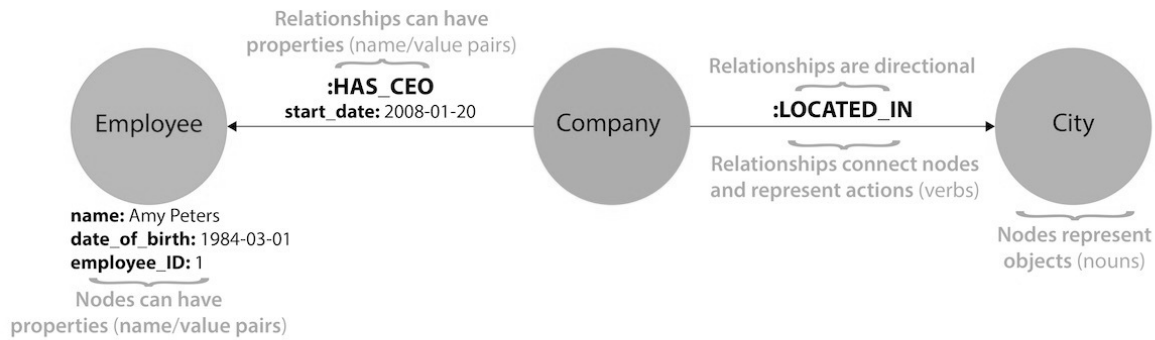 Relationships can have
properties (name/value pairs)
:HAS_CEO
start_date: 2008-01-20
Employee
Company
Relationships are directional
:LOCATED_IN
City
Relationships connect nodes
and represent actions (verbs)
name: Amy Peters
date_of_birth: 1984-03-01
employee_ID: 1
Nodes can have
properties (name/value pairs)
Nodes represent
objects (nouns)